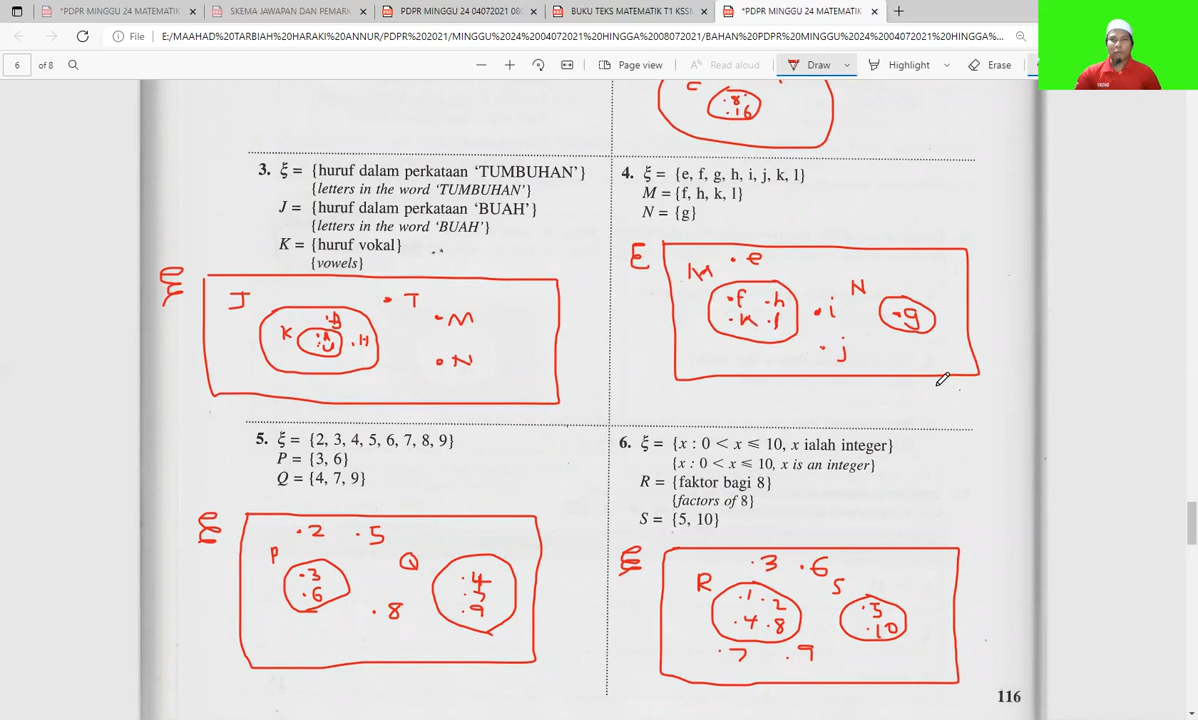 *PDPR MINGGU 24 MATEMATIK
SKEMA JAWAPAN DAN PEMARK
PDPR MINGGU 24 04072021 08
BUKU TEKS MATEMATIK T1 KSSM
*PDPR MINGGU 24 MATEMATIK
File
E:/MAAHAD%20TARBIAH%20HARAKI%20ANNUR/PDPR%202021/MINGGU%2024%2004072021%20HINGGA%2008072021/BAHAN%20PDPR%20MINGGU%2024%2004072021%20HINGGA%...
6 of 8
Page view
Read aloud
Draw
Highlight
Erase
C
.8
.16
3. ξ = {huruf dalam perkataan ‘TUMBUHAN’}
{letters in the word ‘TUMBUHAN’}
J = {huruf dalam perkataan ‘BUAH’}
{letters in the word ‘BUAH’}
K = {huruf vokal}
{vowels}
ξ
J
.T
.M
.N
K
.B
.A
.U
.H
4. ξ = {e, f, g, h, i, j, k, l}
M = {f, h, k, l}
N = {g}
E
M
.e
.f .h
.k .l
.i
.j
N
.g
5. ξ = {2, 3, 4, 5, 6, 7, 8, 9}
P = {3, 6}
Q = {4, 7, 9}
ξ
.2 .5
P
.3
.6
Q
.4
.9
.8
6. ξ = {x : 0 < x ⩽ 10, x ialah integer}
{x : 0 < x ⩽ 10, x is an integer}
R = {faktor bagi 8}
{factors of 8}
S = {5, 10}
ξ
.3 .6
R
.1 .2
.4 .8
S
.5
.10
.7 .9
116